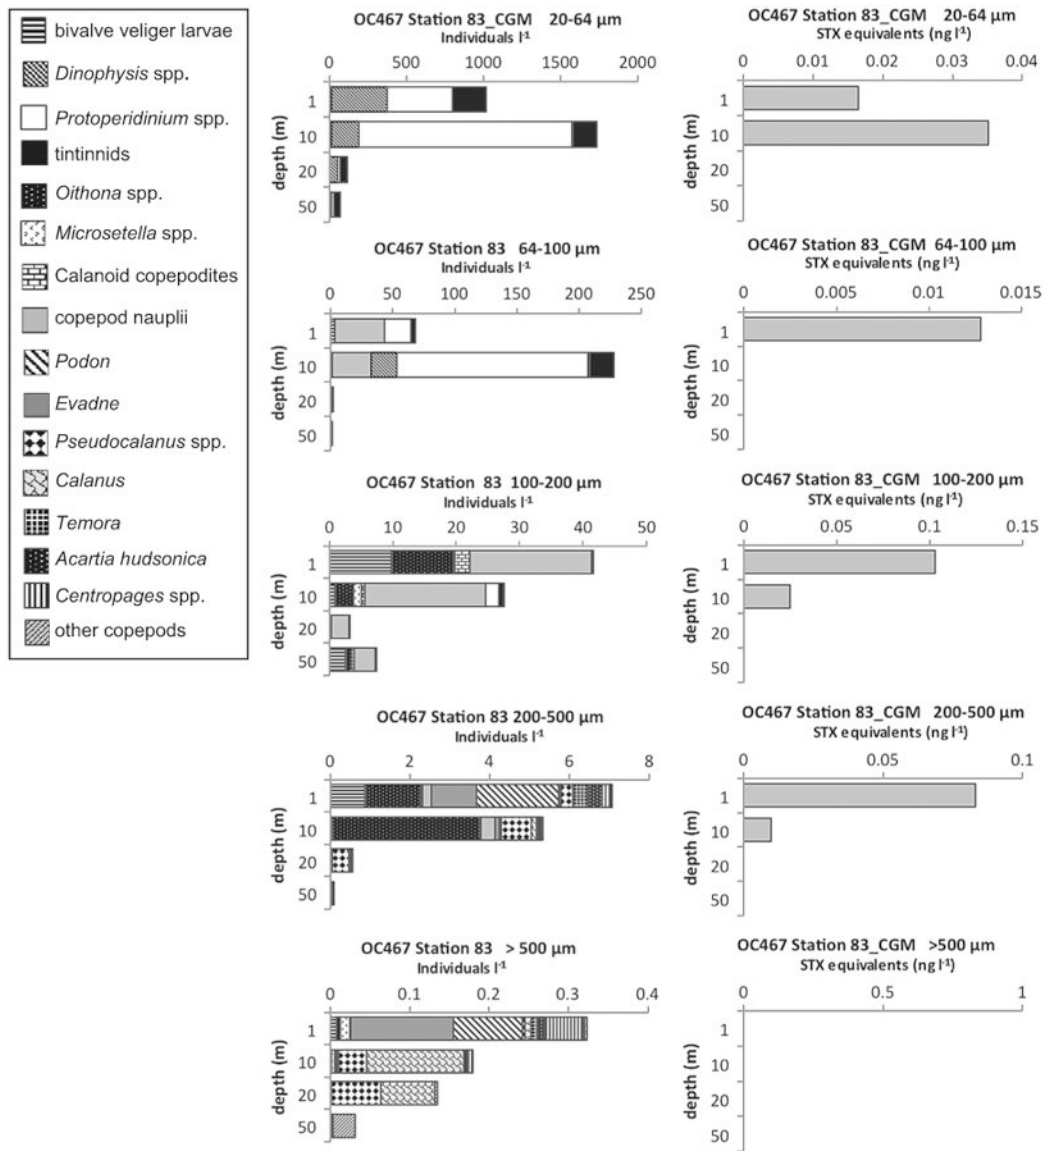 bivalve veliger larvae
Dinophysis spp.
Protoperidinium spp.
tintinnids
Oithona spp.
Microsetella spp.
Calanoid copepodites
copepod nauplii
Podon
Evadne
Pseudocalanus spp.
Calanus
Temora
Acartia hudsonica
Centropages spp.
other copepods
OC467 Station 83_CGM 20-64 µm
Individuals l⁻¹
0 500 1000 1500 2000
depth (m)
1
10
20
50
OC467 Station 83_CGM 20-64 µm
STX equivalents (ng l⁻¹)
0 0.01 0.02 0.03 0.04
depth (m)
1
10
20
50
OC467 Station 83 64-100 µm
Individuals l⁻¹
0 50 100 150 200 250
depth (m)
1
10
20
50
OC467 Station 83_CGM 64-100 µm
STX equivalents (ng l⁻¹)
0 0.005 0.01 0.015
depth (m)
1
10
20
50
OC467 Station 83 100-200 µm
Individuals l⁻¹
0 10 20 30 40 50
depth (m)
1
10
20
50
OC467 Station 83_CGM 100-200 µm
STX equivalents (ng l⁻¹)
0 0.05 0.1 0.15
depth (m)
1
10
20
50
OC467 Station 83 200-500 µm
Individuals l⁻¹
0 2 4 6 8
depth (m)
1
10
20
50
OC467 Station 83_CGM 200-500 µm
STX equivalents (ng l⁻¹)
0 0.05 0.1
depth (m)
1
10
20
50
OC467 Station 83 > 500 µm
Individuals l⁻¹
0 0.1 0.2 0.3 0.4
depth (m)
1
10
20
50
OC467 Station 83_CGM >500 µm
STX equivalents (ng l⁻¹)
0 0.5 1
depth (m)
1
10
20
50